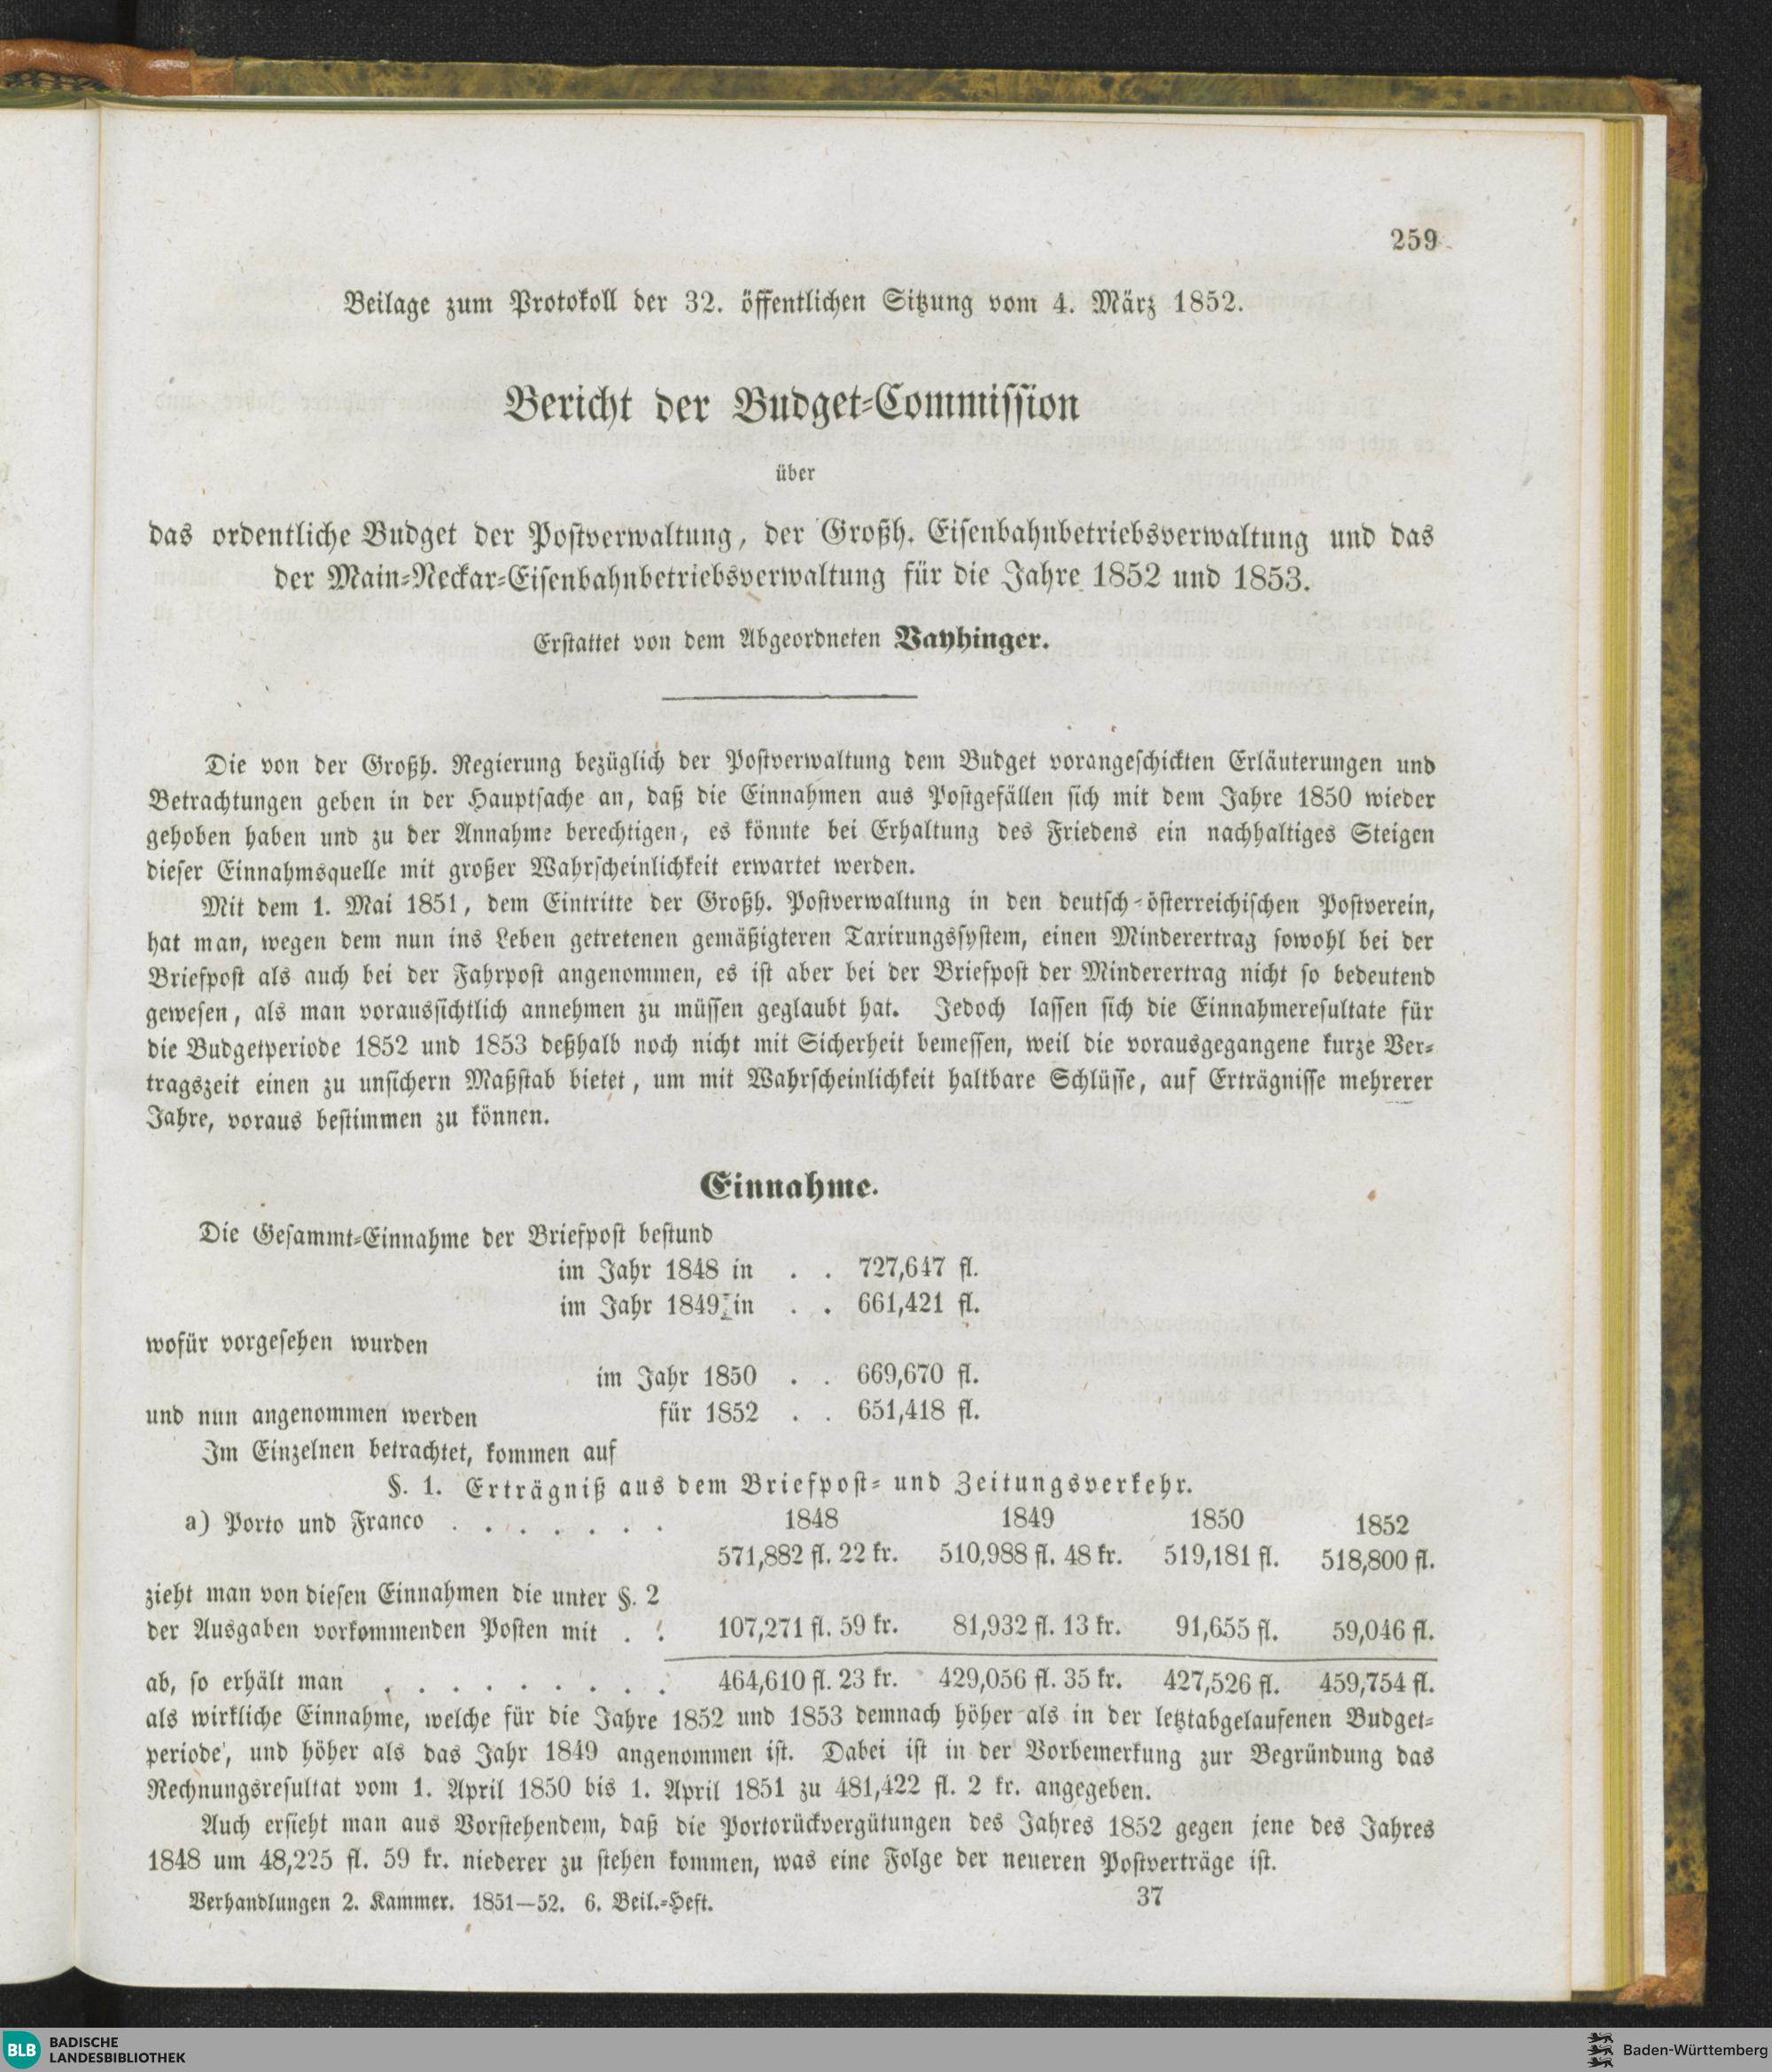 259
Beilage zum Protokoll der 32. öffentlichen Sitzung vom 4. März 1852.
Bericht der Budget-Commission
über
das ordentliche Budget der Postverwaltung, der Großh. Eisenbahnbetriebsverwaltung und das
der Main-Neckar-Eisenbahnbetriebsverwaltung für die Jahre 1852 und 1853.
Erstattet von dem Abgeordneten Vayhinger.
Die von der Großh. Regierung bezüglich der Postverwaltung dem Budget vorangeschickten Erläuterungen und
Betrachtungen geben in der Hauptsache an, daß die Einnahmen aus Postgefällen sich mit dem Jahre 1850 wieder
gehoben haben und zu der Annahme berechtigen, es könnte bei Erhaltung des Friedens ein nachhaltiges Steigen
dieser Einnahmsquelle mit großer Wahrscheinlichkeit erwartet werden.
Mit dem 1. Mai 1851, dem Eintritte der Großh. Postverwaltung in den deutsch-österreichischen Postverein,
hat man, wegen dem nun ins Leben getretenen gemäßigteren Taxirungssystem, einen Minderertrag sowohl bei der
Briefpost als auch bei der Fahrpost angenommen, es ist aber bei der Briefpost der Minderertrag nicht so bedeutend
gewesen, als man voraussichtlich annehmen zu müssen geglaubt hat. Jedoch lassen sich die Einnahmeresultate für
die Budgetperiode 1852 und 1853 deßhalb noch nicht mit Sicherheit bemessen, weil die vorausgegangene kurze Ver-
tragszeit einen zu unsichern Maßstab bietet, um mit Wahrscheinlichkeit haltbare Schlüsse, auf Erträgnisse mehrerer
Jahre, voraus bestimmen zu können.
Einnahme.
Die Gesammt-Einnahme der Briefpost bestund
im Jahr 1848 in . . 727,647 fl.
im Jahr 1849 in . . 661,421 fl.
wofür vorgesehen wurden
im Jahr 1850 . . 669,670 fl.
und nun angenommen werden für 1852 . . 651,418 fl.
Im Einzelnen betrachtet, kommen auf
§. 1. Erträgniß aus dem Briefpost- und Zeitungsverkehr.
a) Porto und Franco . . . . . . . 1848 1849 1850 1852
571,882 fl. 22 kr. 510,988 fl. 48 kr. 519,181 fl. 518,800 fl.
zieht man von diesen Einnahmen die unter §. 2
der Ausgaben vorkommenden Posten mit . . 107,271 fl. 59 kr. 81,932 fl. 13 kr. 91,655 fl. 59,046 fl.
ab, so erhält man . . . . . . . . . 464,610 fl. 23 kr. 429,056 fl. 35 kr. 427,526 fl. 459,754 fl.
als wirkliche Einnahme, welche für die Jahre 1852 und 1853 demnach höher als in der letztabgelaufenen Budget-
periode, und höher als das Jahr 1849 angenommen ist. Dabei ist in der Vorbemerkung zur Begründung das
Rechnungsresultat vom 1. April 1850 bis 1. April 1851 zu 481,422 fl. 2 kr. angegeben.
Auch ersieht man aus Vorstehendem, daß die Portorückvergütungen des Jahres 1852 gegen jene des Jahres
1848 um 48,225 fl. 59 kr. niederer zu stehen kommen, was eine Folge der neueren Postverträge ist.
Verhandlungen 2. Kammer. 1851—52. 6. Beil.-Heft. 37
BLB BADISCHE
LANDESBIBLIOTHEK
Baden-Württemberg